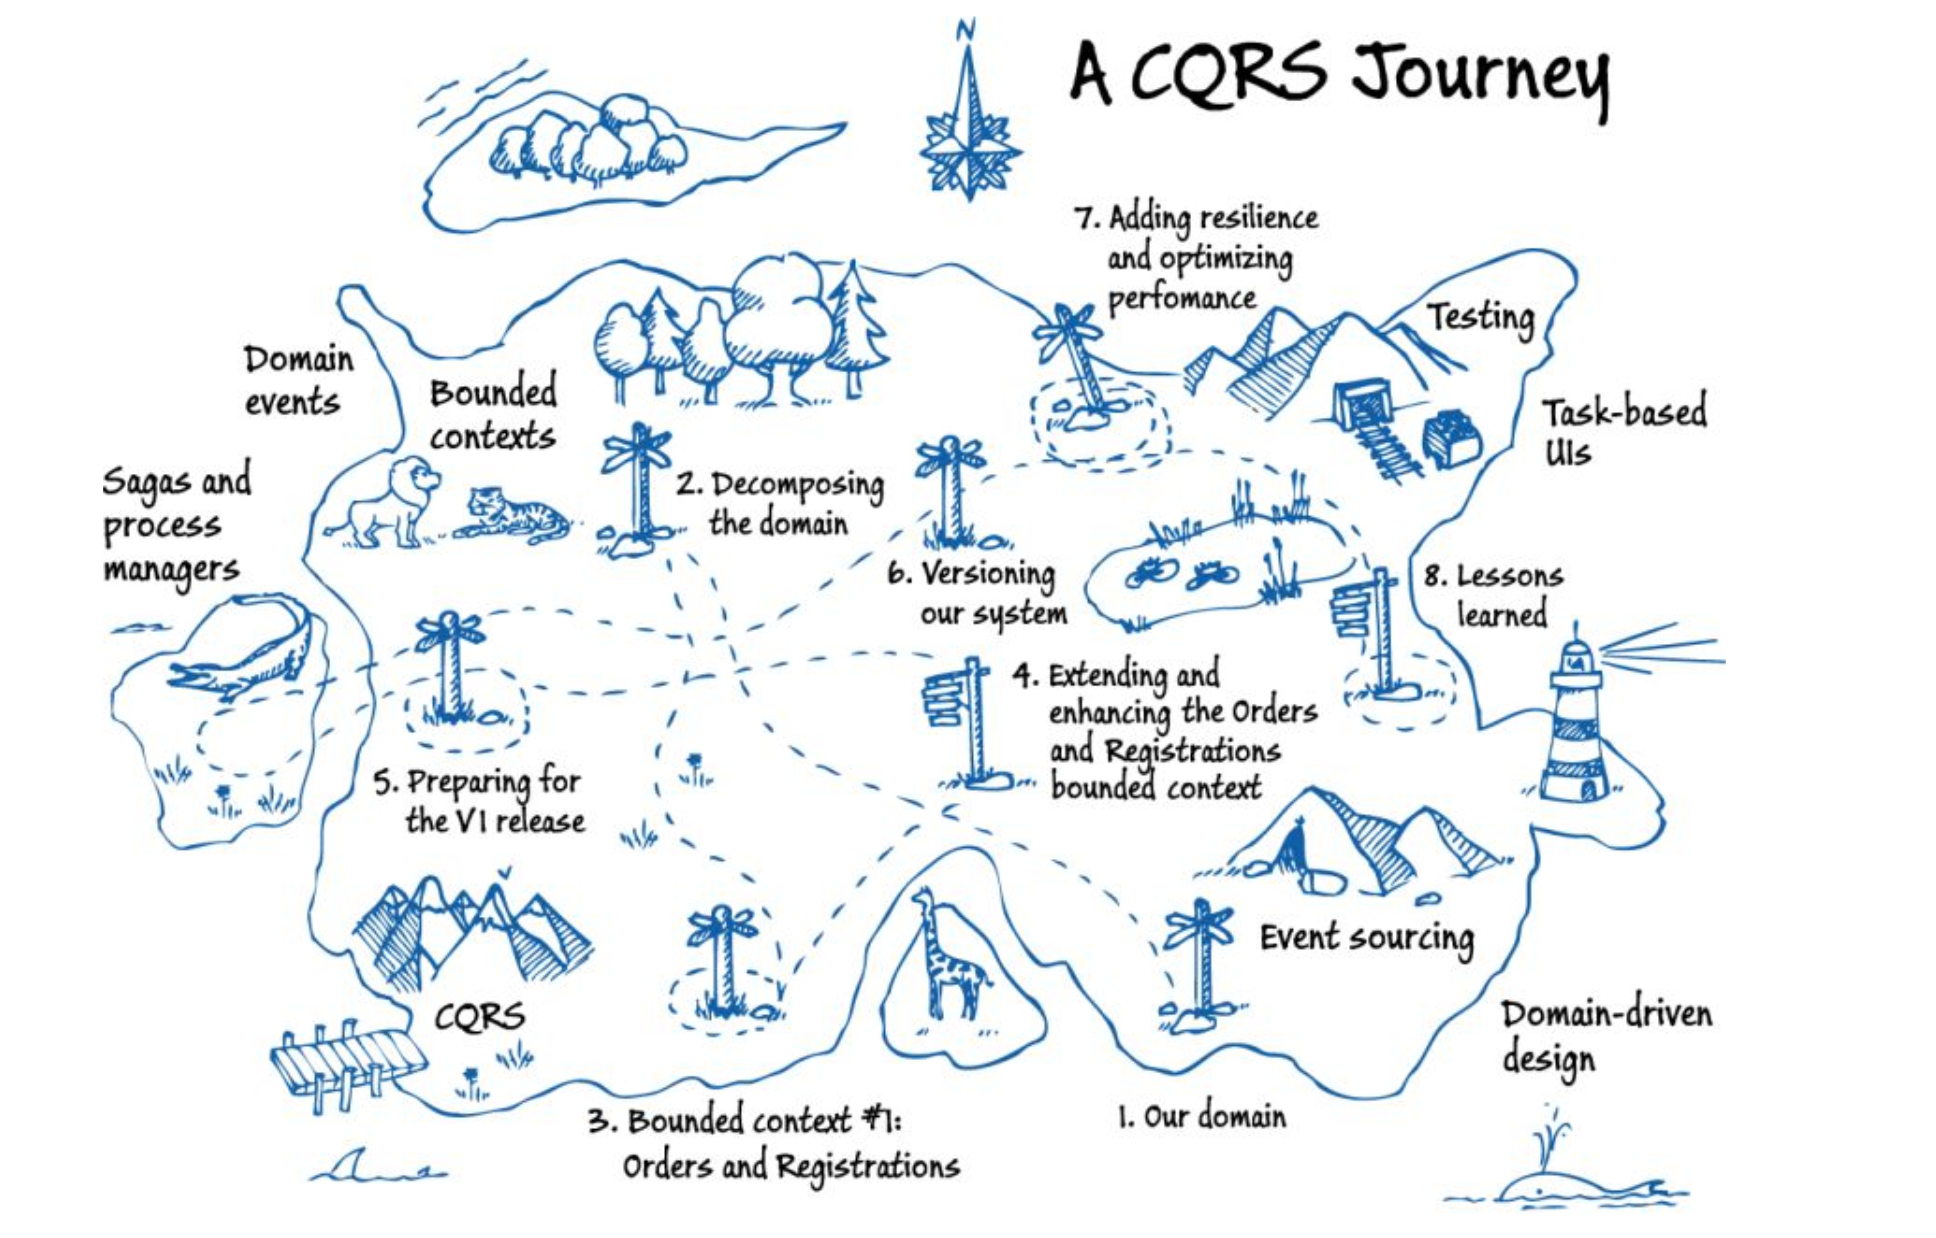 N
A CQRS Journey
7. Adding resilience
and optimizing
perfomance
Testing
Domain
events
Bounded
contexts
Task-based
UIs
Sagas and
process
managers
2. Decomposing
the domain
6. Versioning
our system
8. Lessons
learned
4. Extending and
enhancing the Orders
and Registrations
bounded context
5. Preparing for
the V1 release
Event sourcing
CQRS
Domain-driven
design
3. Bounded context #1:
Orders and Registrations
1. Our domain